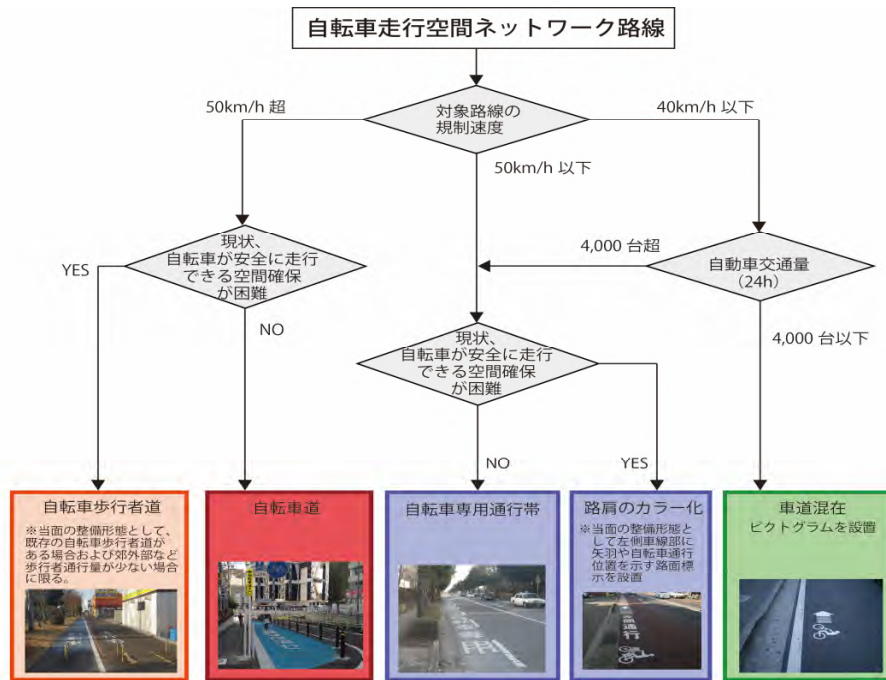 自転車走行空間ネットワーク路線
対象路線の
規制速度
50km/h 超
40km/h 以下
50km/h 以下
現状、
自転車が安全に走行
できる空間確保
が困難
YES
NO
4,000 台超
自動車交通量
（24h）
4,000 台以下
現状、
自転車が安全に走行
できる空間確保
が困難
NO
YES
自転車歩行者道
※当面の整備形態として、
既存の自転車歩行者道が
ある場合および郊外部など
歩行者通行量が少ない場合
に限る。
自転車道
自転車専用通行帯
路肩のカラー化
※当面の整備形態と
して左側車線部に
矢羽や自転車通行
位置を示す路面標
示を設置
通行
車道混在
ピクトグラムを設置